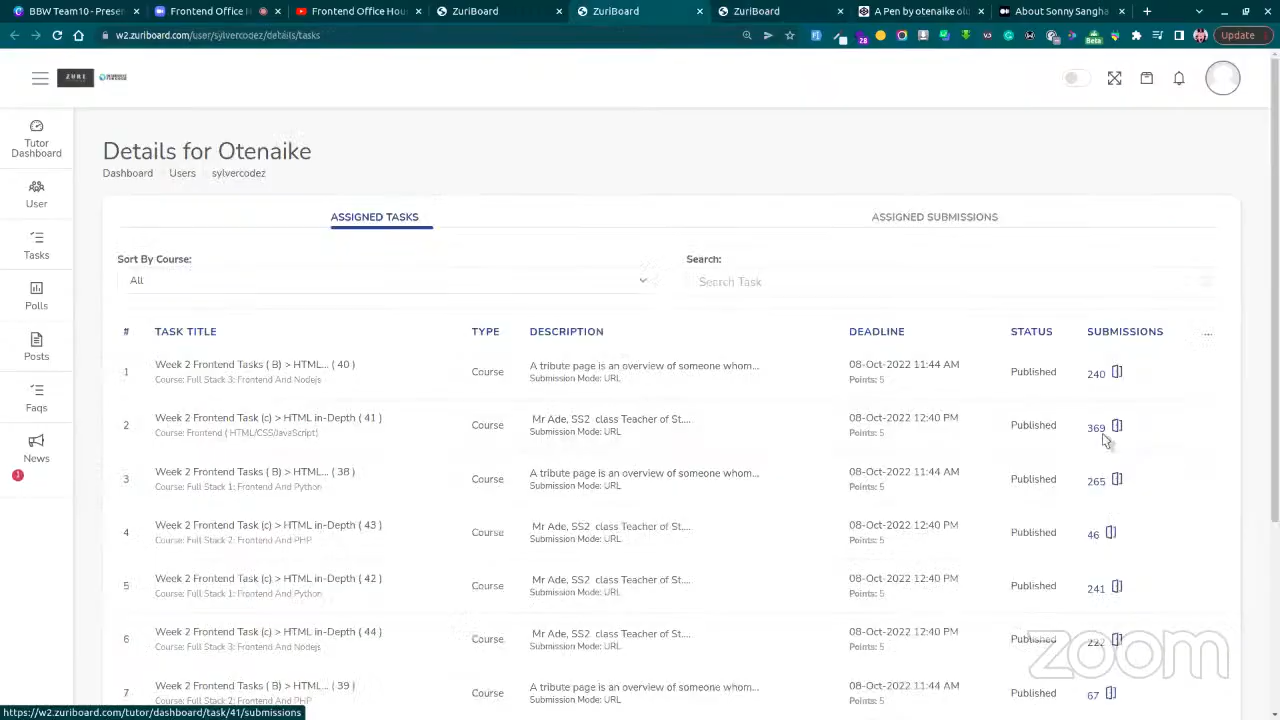 BBW Team10 - Presen
Frontend Office H
Frontend Office Hou
ZuriBoard
ZuriBoard
ZuriBoard
A Pen by otenaike olu
About Sonny Sangha
w2.zuriboard.com/user/sylvercodez/details/tasks
28
Beta
Update
ZURI
Tutor
Dashboard
User
Tasks
Polls
Posts
Faqs
News
Details for Otenaike
Dashboard Users sylvercodez
ASSIGNED TASKS ASSIGNED SUBMISSIONS
Sort By Course: Search:
All Search Task
# TASK TITLE TYPE DESCRIPTION DEADLINE STATUS SUBMISSIONS ...
1 Week 2 Frontend Tasks ( B) > HTML... ( 40 ) Course A tribute page is an overview of someone whom... 08-Oct-2022 11:44 AM Published 240
Course: Full Stack 3: Frontend And Nodejs Submission Mode: URL Points: 5
2 Week 2 Frontend Task (c) > HTML in-Depth ( 41 ) Course Mr Ade, SS2 class Teacher of St.... 08-Oct-2022 12:40 PM Published 369
Course: Frontend ( HTML/CSS/JavaScript) Submission Mode: URL Points: 5
3 Week 2 Frontend Tasks ( B) > HTML... ( 38 ) Course A tribute page is an overview of someone whom... 08-Oct-2022 11:44 AM Published 265
Course: Full Stack 1: Frontend And Python Submission Mode: URL Points: 5
4 Week 2 Frontend Task (c) > HTML in-Depth ( 43 ) Course Mr Ade, SS2 class Teacher of St.... 08-Oct-2022 12:40 PM Published 46
Course: Full Stack 2: Frontend And PHP Submission Mode: URL Points: 5
5 Week 2 Frontend Task (c) > HTML in-Depth ( 42 ) Course Mr Ade, SS2 class Teacher of St.... 08-Oct-2022 12:40 PM Published 241
Course: Full Stack 1: Frontend And Python Submission Mode: URL Points: 5
6 Week 2 Frontend Task (c) > HTML in-Depth ( 44 ) Course Mr Ade, SS2 class Teacher of St.... 08-Oct-2022 12:40 PM Published 222
Course: Full Stack 3: Frontend And Nodejs Submission Mode: URL Points: 5
7 Week 2 Frontend Tasks ( B) > HTML... ( 39 ) Course A tribute page is an overview of someone whom... 08-Oct-2022 11:44 AM Published 67
Course: Full Stack 2: Frontend And PHP Submission Mode: URL Points: 5
zoom
https://w2.zuriboard.com/tutor/dashboard/task/41/submissions